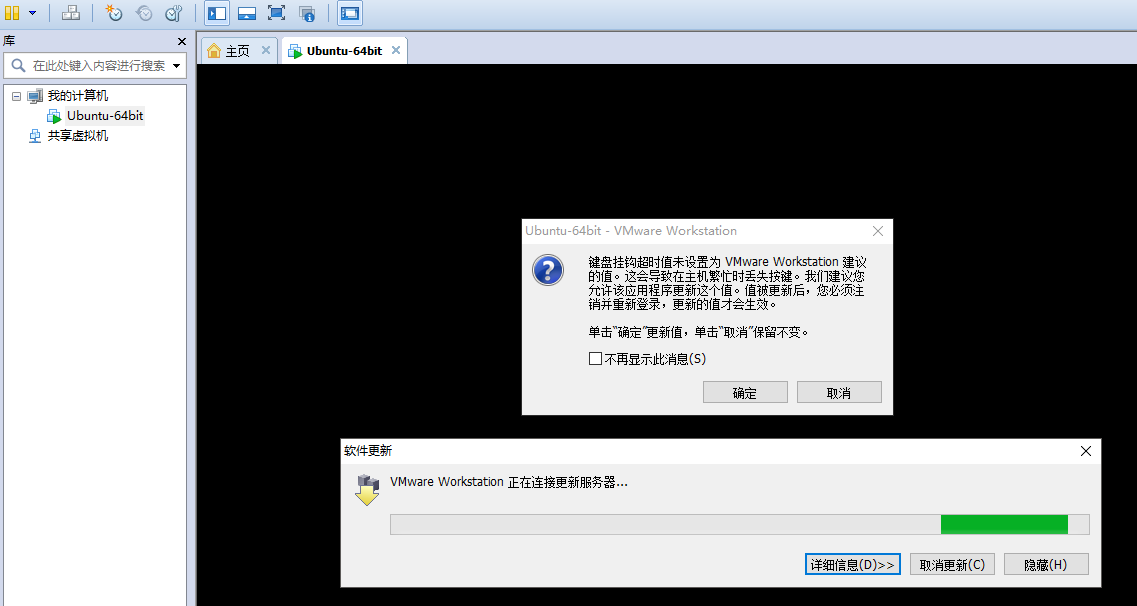 库
在此处键入内容进行搜索
我的计算机
Ubuntu-64bit
共享虚拟机
主页
Ubuntu-64bit
Ubuntu-64bit - VMware Workstation
键盘挂钩超时值未设置为 VMware Workstation 建议
的值。这会导致在主机繁忙时丢失按键。我们建议您
允许该应用程序更新这个值。值被更新后，您必须注
销并重新登录，更新的值才会生效。
单击“确定”更新值，单击“取消”保留不变。
不再显示此消息(S)
确定
取消
软件更新
VMware Workstation 正在连接更新服务器...
详细信息(D)>>
取消更新(C)
隐藏(H)